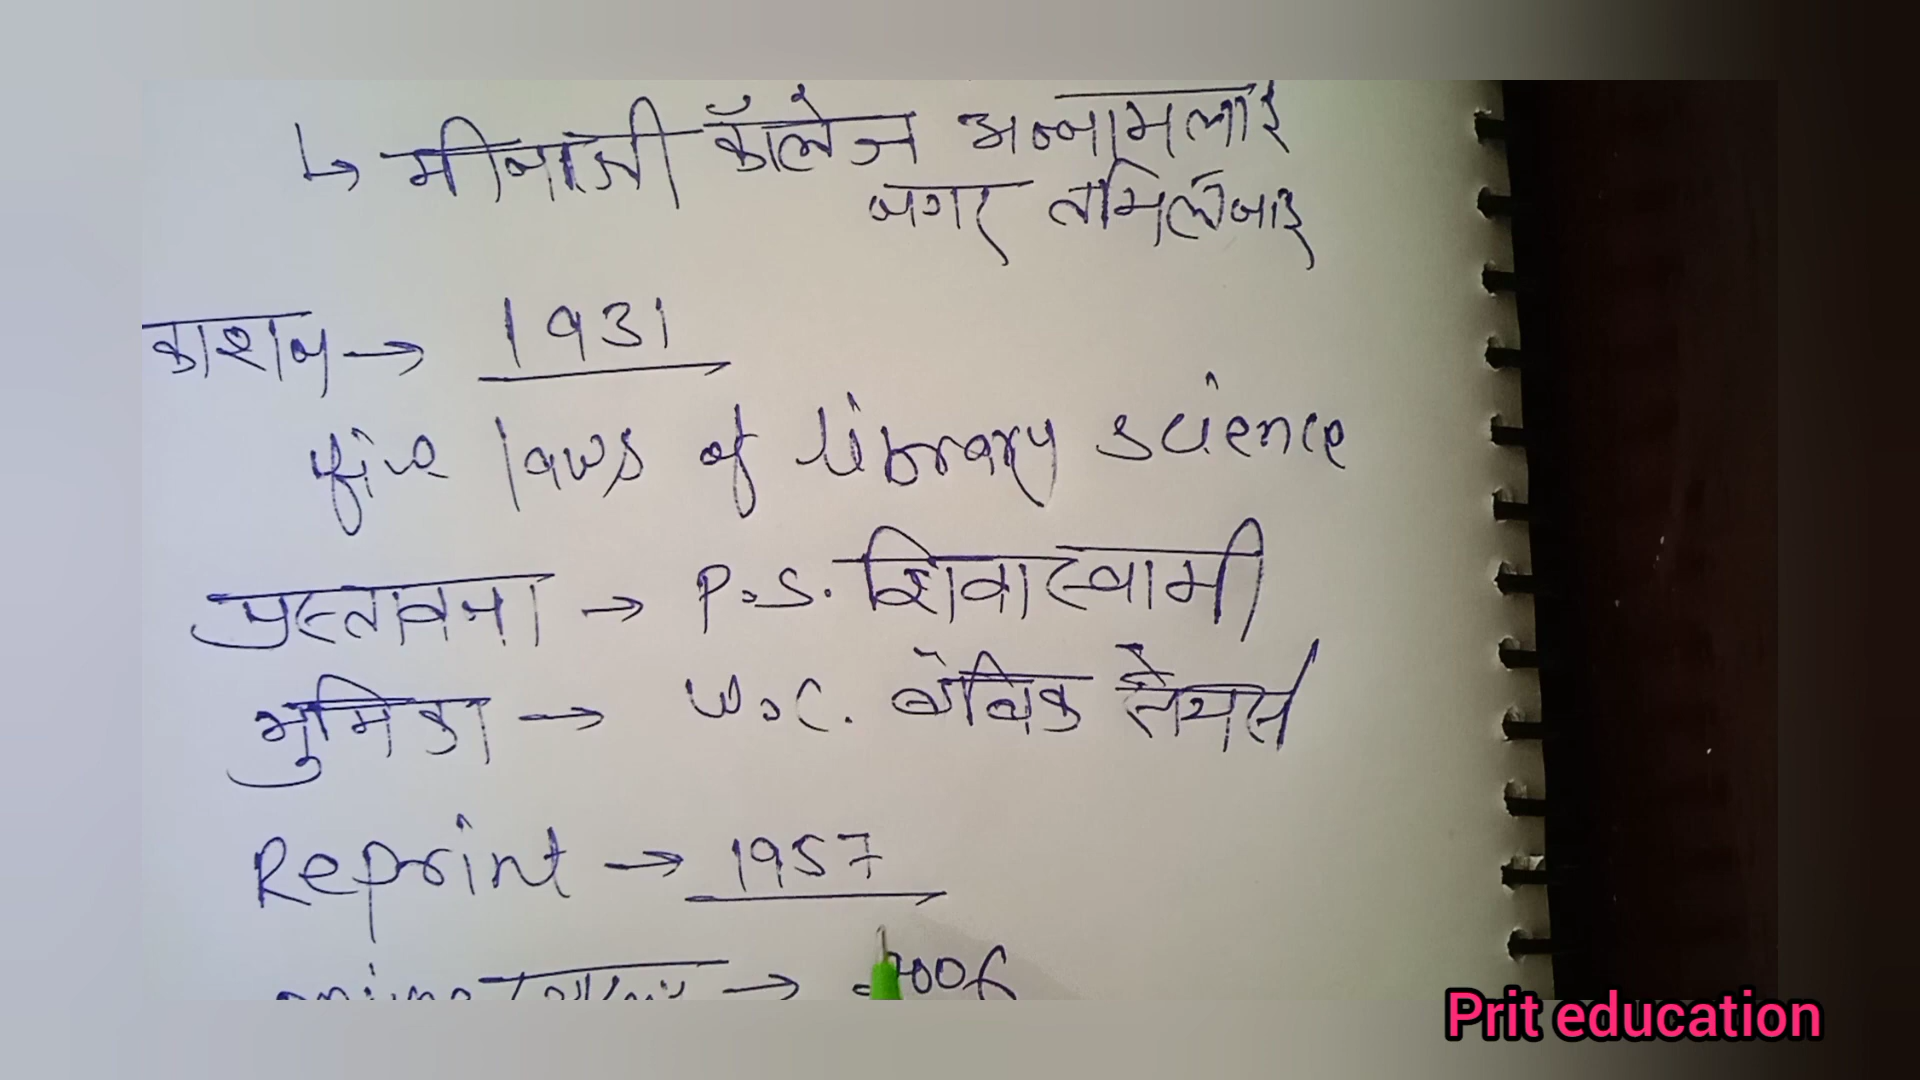 ↳ मीनाजी कॉलेज अन्नामलाई
नगर तमिलनाडु
काशन → 1931
five laws of library science
प्रस्तावना → P.S. शिवास्वामी
भुमिका → W.C. बेविक सेयर्स
Reprint → 1957
→ 2006
Prit education